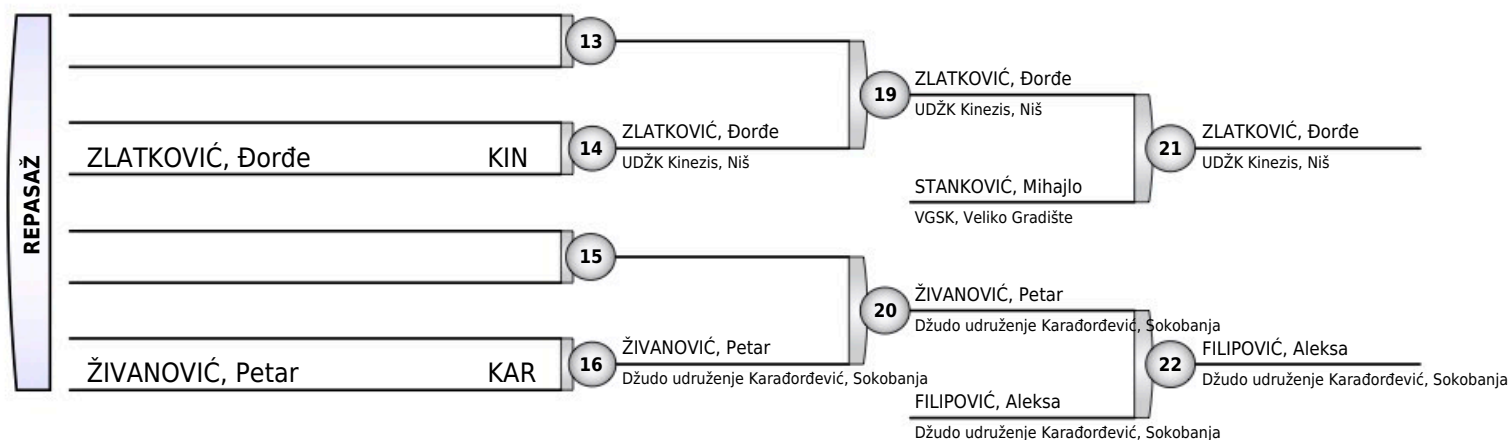 REPASAŽ
13
ZLATKOVIĆ, Đorđe KIN
14
ZLATKOVIĆ, Đorđe
UDŽK Kinezis, Niš
19
ZLATKOVIĆ, Đorđe
UDŽK Kinezis, Niš
STANKOVIĆ, Mihajlo
VGSK, Veliko Gradište
21
ZLATKOVIĆ, Đorđe
UDŽK Kinezis, Niš
15
ŽIVANOVIĆ, Petar KAR
16
ŽIVANOVIĆ, Petar
Džudo udruženje Karađorđević, Sokobanja
20
ŽIVANOVIĆ, Petar
Džudo udruženje Karađorđević, Sokobanja
FILIPOVIĆ, Aleksa
Džudo udruženje Karađorđević, Sokobanja
22
FILIPOVIĆ, Aleksa
Džudo udruženje Karađorđević, Sokobanja